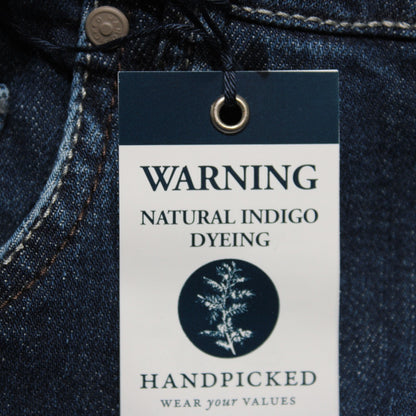 WARNING
NATURAL INDIGO
DYEING
HANDPICKED
WEAR your VALUES